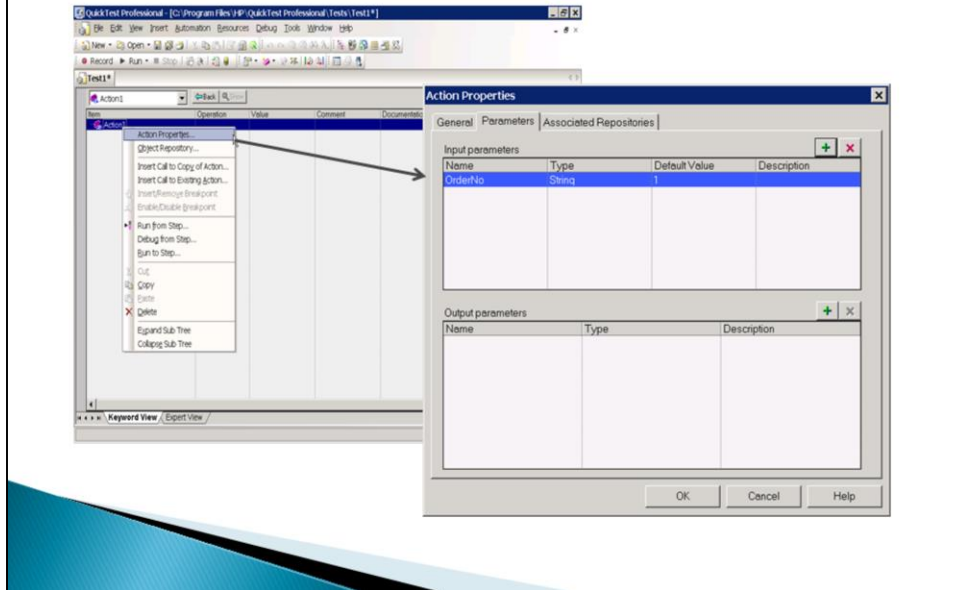 QuickTest Professional - [C:\Program Files\HP\QuickTest Professional\Tests\Test1*]
File Edit View Insert Automation Resources Debug Tools Window Help
New Open
Record Run Stop
Test1*
Action1 Back
Item Operation Value Comment Documentatio
Action1
Action Properties...
Object Repository...
Insert Call to Copy of Action...
Insert Call to Existing Action...
Insert/Remove Breakpoint
Enable/Disable Breakpoint
Run from Step...
Debug from Step...
Run to Step...
Cut
Copy
Paste
Delete
Expand Sub Tree
Collapse Sub Tree
Keyword View Expert View
Action Properties
General Parameters Associated Repositories
Input parameters
Name Type Default Value Description
OrderNo String 1
Output parameters
Name Type Description
OK Cancel Help